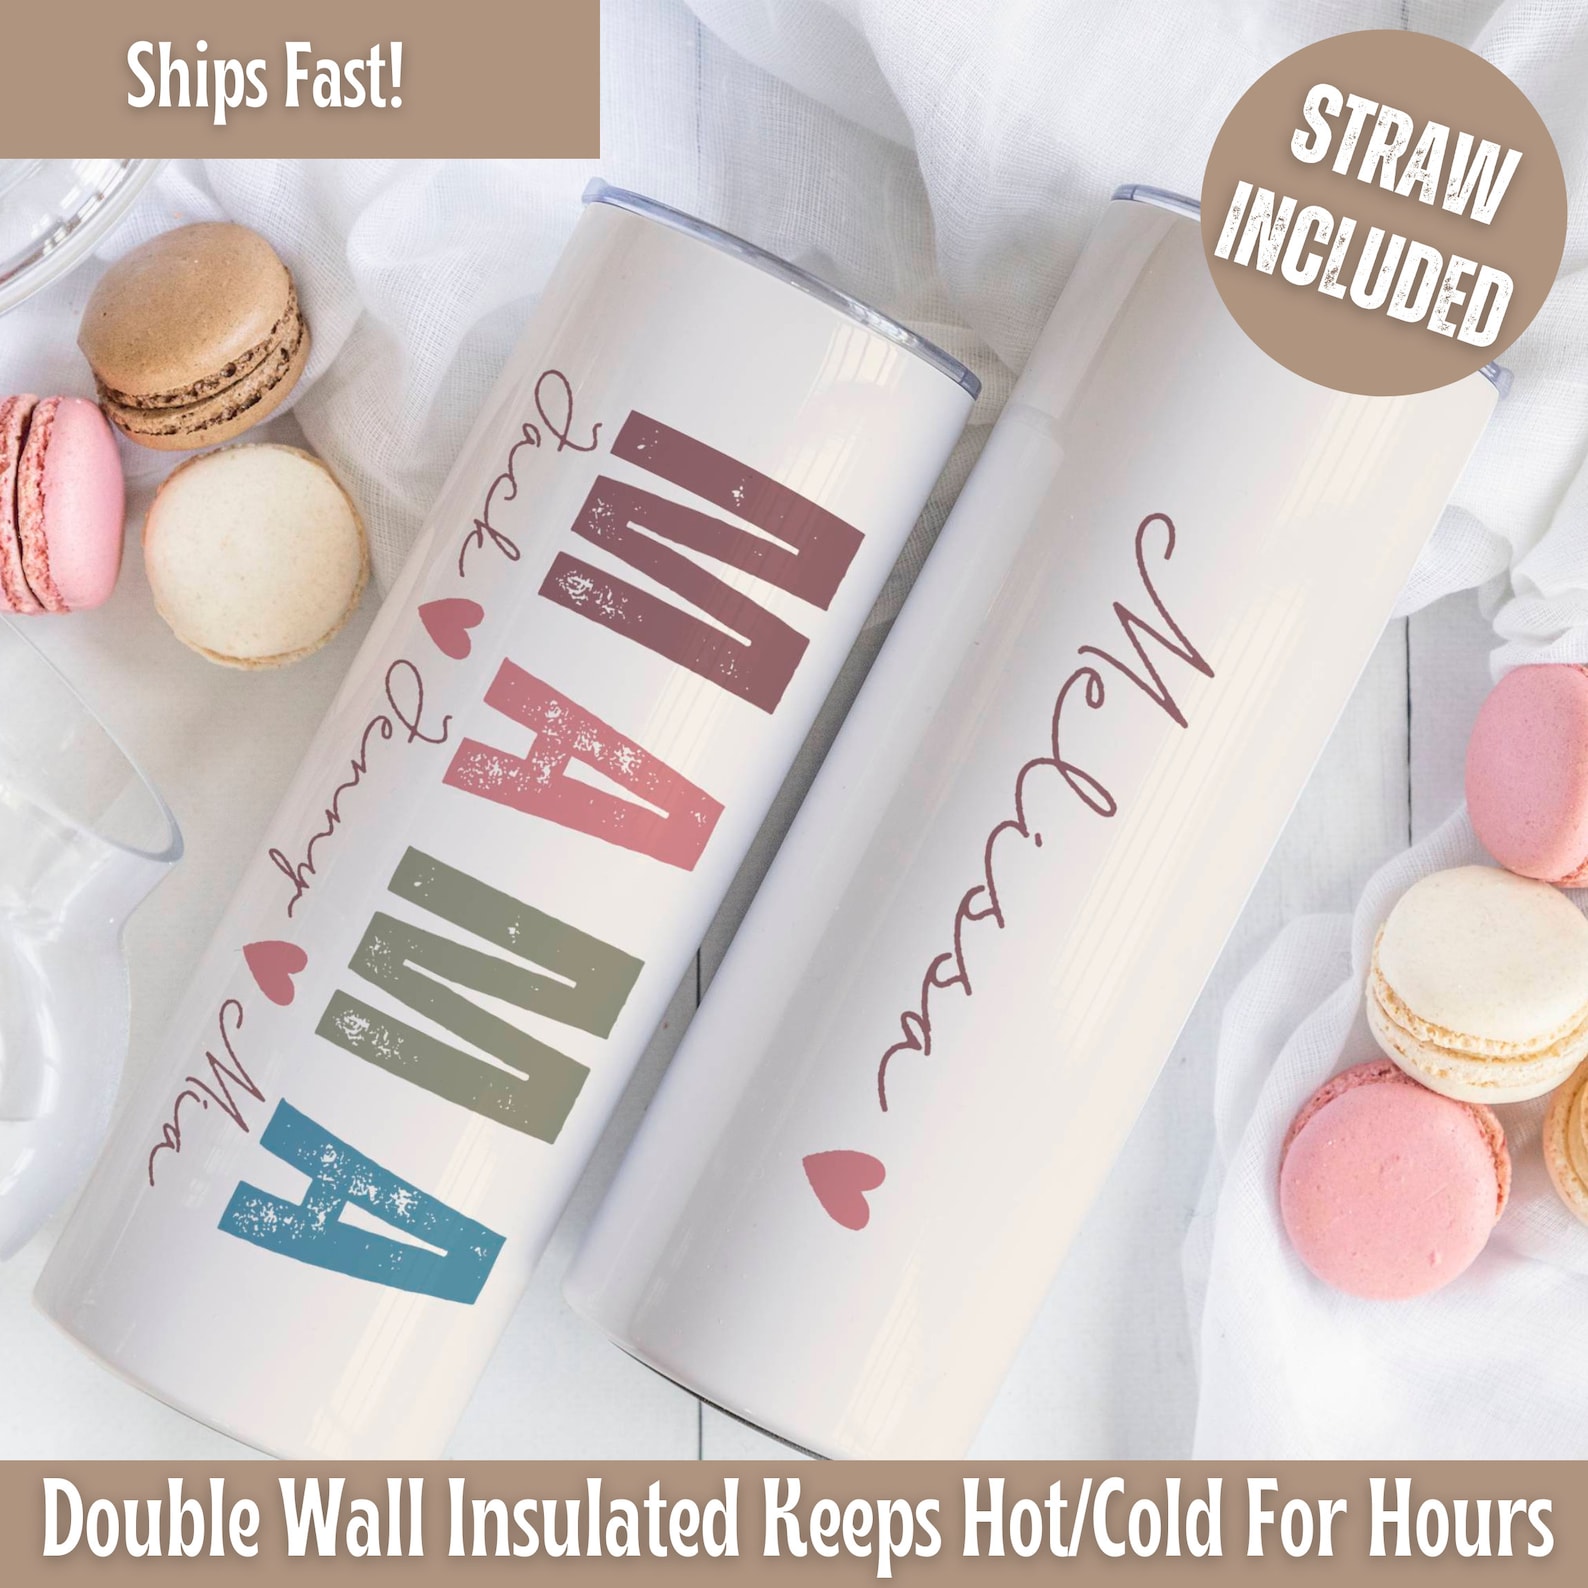 Ships Fast!
STRAW
INCLUDED
MAMA
Jack Jenny Mia
Melissa
Double Wall Insulated Keeps Hot/Cold For Hours